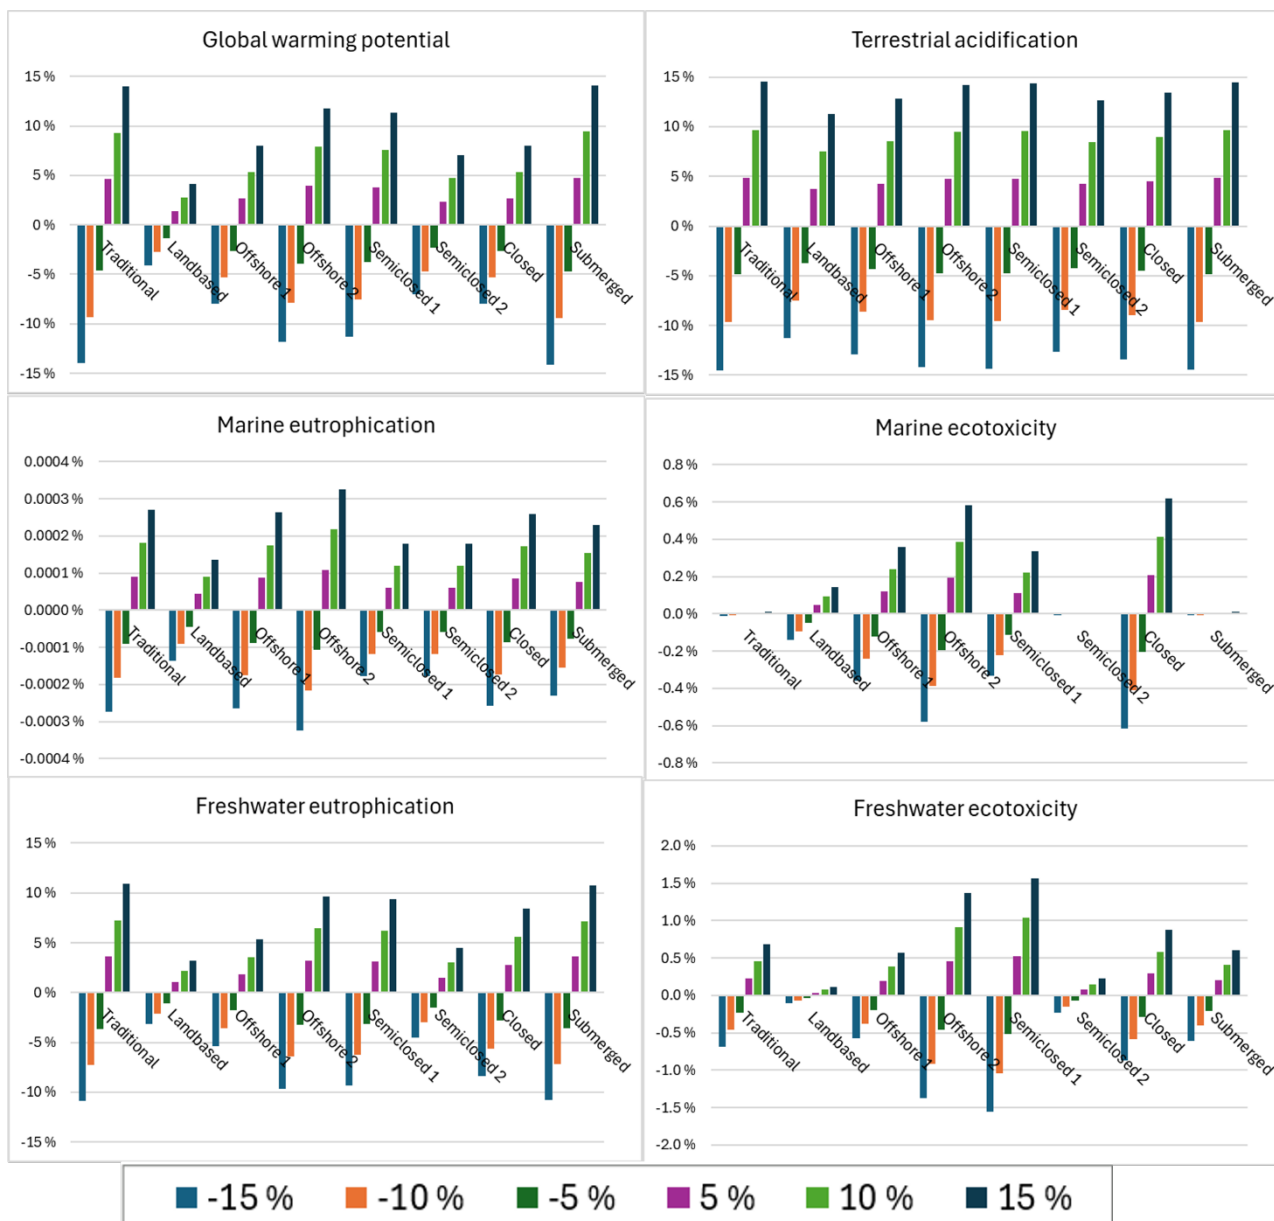 Global warming potential
15 %
10 %
5 %
0 %
-5 %
-10 %
-15 %
Traditional
Landbased
Offshore 1
Offshore 2
Semiclosed 1
Semiclosed 2
Closed
Submerged
Terrestrial acidification
15 %
10 %
5 %
0 %
-5 %
-10 %
-15 %
Traditional
Landbased
Offshore 1
Offshore 2
Semiclosed 1
Semiclosed 2
Closed
Submerged
Marine eutrophication
0.0004 %
0.0003 %
0.0002 %
0.0001 %
0.0000 %
-0.0001 %
-0.0002 %
-0.0003 %
-0.0004 %
Traditional
Landbased
Offshore 1
Offshore 2
Semiclosed 1
Semiclosed 2
Closed
Submerged
Marine ecotoxicity
0.8 %
0.6 %
0.4 %
0.2 %
0.0 %
-0.2 %
-0.4 %
-0.6 %
-0.8 %
Traditional
Landbased
Offshore 1
Offshore 2
Semiclosed 1
Semiclosed 2
Closed
Submerged
Freshwater eutrophication
15 %
10 %
5 %
0 %
-5 %
-10 %
-15 %
Traditional
Landbased
Offshore 1
Offshore 2
Semiclosed 1
Semiclosed 2
Closed
Submerged
Freshwater ecotoxicity
2.0 %
1.5 %
1.0 %
0.5 %
0.0 %
-0.5 %
-1.0 %
-1.5 %
-2.0 %
Traditional
Landbased
Offshore 1
Offshore 2
Semiclosed 1
Semiclosed 2
Closed
Submerged
-15 % -10 % -5 % 5 % 10 % 15 %